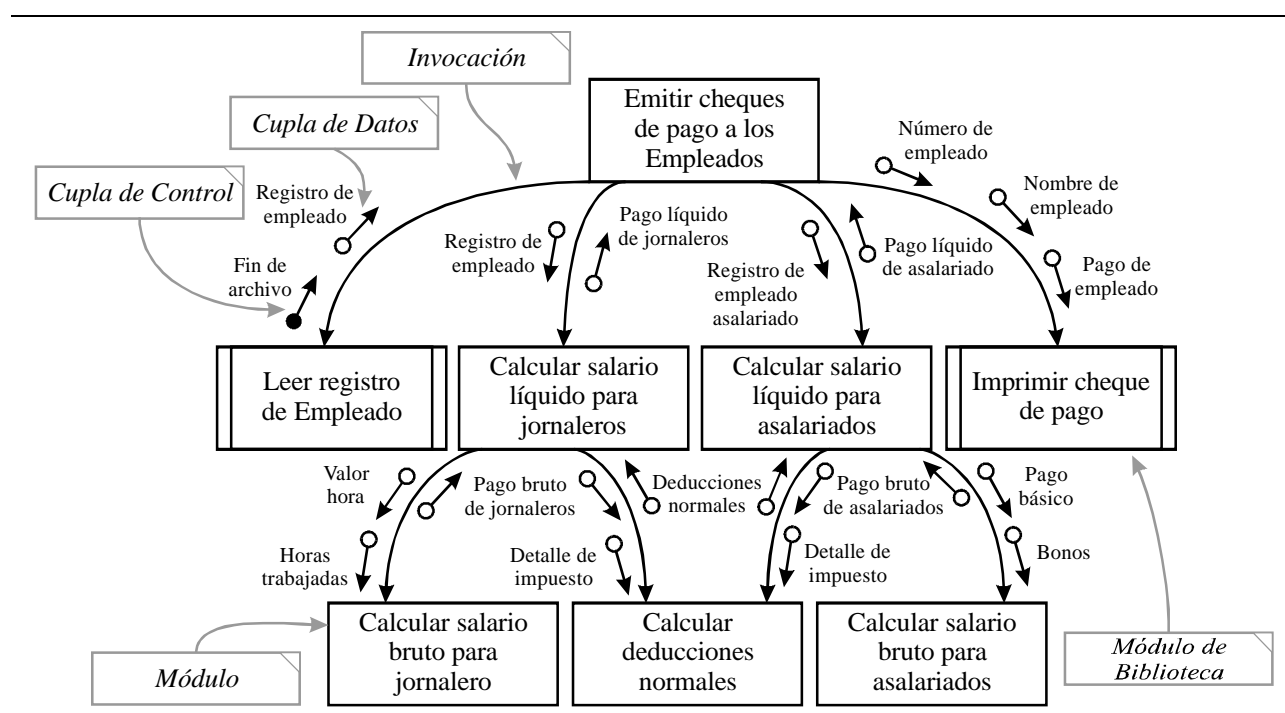 Invocación
Emitir cheques
de pago a los
Empleados
Cupla de Datos
Número de
empleado
Cupla de Control
Registro de
empleado
Nombre de
empleado
Pago líquido
de jornaleros
Registro de
empleado
Pago líquido
de asalariado
Registro de
empleado
asalariado
Fin de
archivo
Pago de
empleado
Leer registro
de Empleado
Calcular salario
líquido para
jornaleros
Calcular salario
líquido para
asalariados
Imprimir cheque
de pago
Valor
hora
Pago bruto
de jornaleros
Deducciones
normales
Pago bruto
de asalariados
Pago
básico
Horas
trabajadas
Detalle de
impuesto
Detalle de
impuesto
Bonos
Calcular salario
bruto para
jornalero
Calcular
deducciones
normales
Calcular salario
bruto para
asalariados
Módulo
Módulo de
Biblioteca